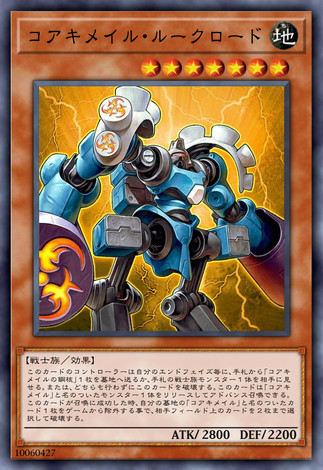 コアキメイル・ルークロード
地
【戦士族／効果】
このカードのコントローラーは自分のエンドフェイズ毎に、手札から「コアキ
メイルの鋼核」１枚を墓地へ送るか、手札の戦士族モンスター１体を相手に見
せる。または、どちらも行わずにこのカードを破壊する。このカードは「コアキメイル」
と名のついたモンスター１体をリリースしてアドバンス召喚できる。
このカードが召喚に成功した時、自分の墓地の「コアキメイル」と名のついたカ
ード１枚をゲームから除外する事で、相手フィールド上のカードを２枚まで選
択して破壊する。
ATK/ 2800 DEF/ 2200
10060427